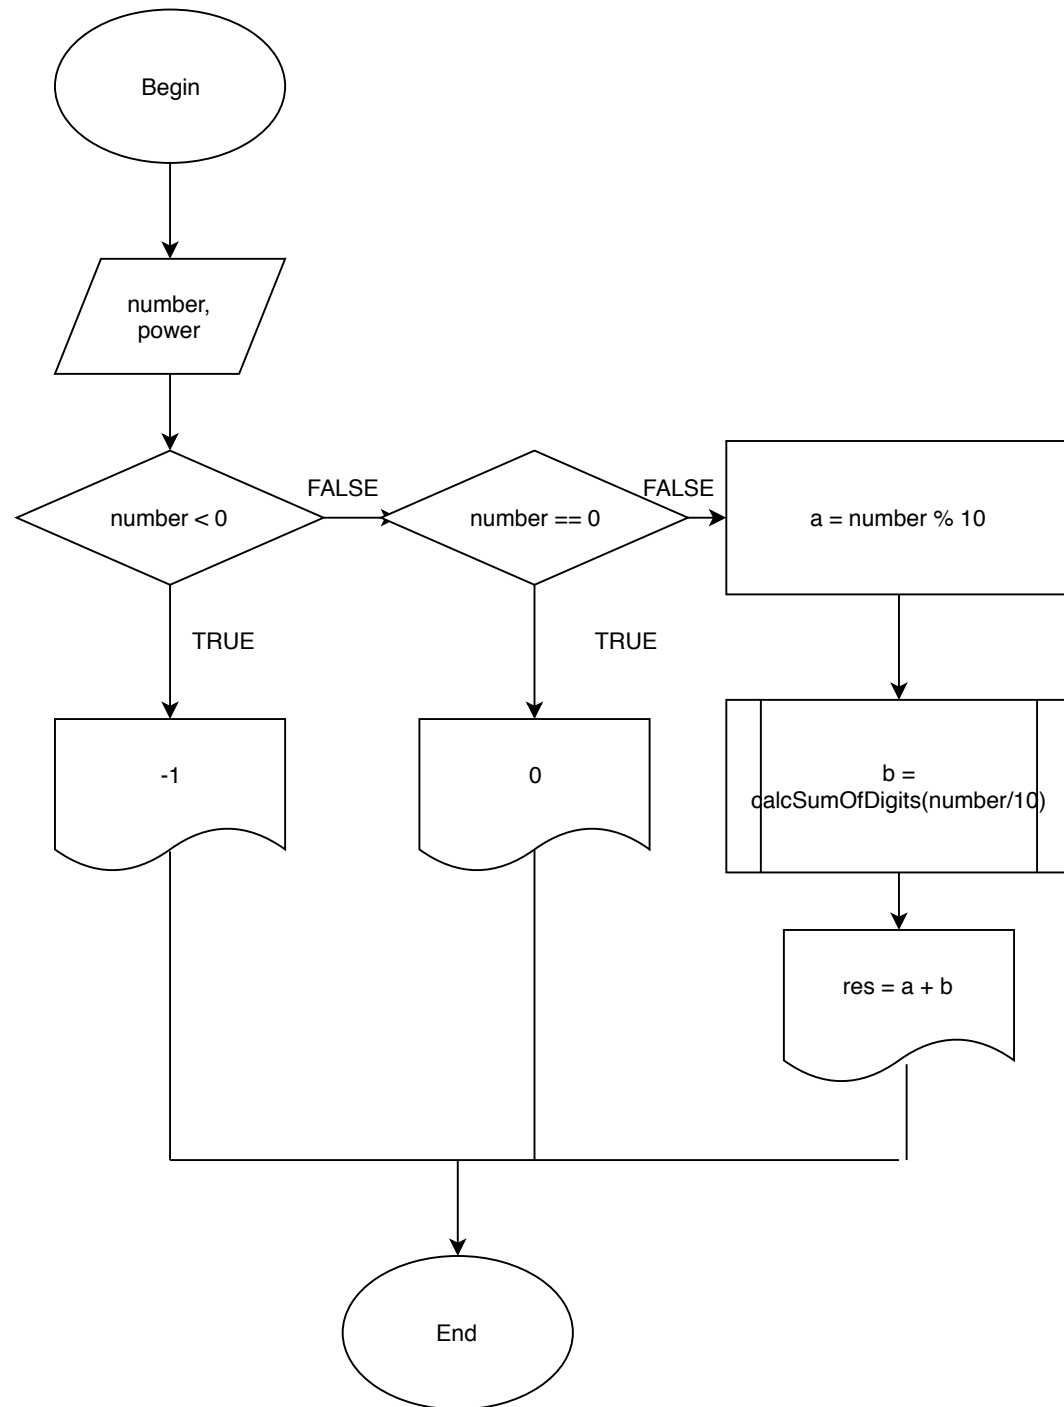 Begin
number,
power
number < 0
FALSE
number == 0
FALSE
a = number % 10
TRUE
TRUE
-1
0
b =
calcSumOfDigits(number/10)
res = a + b
End